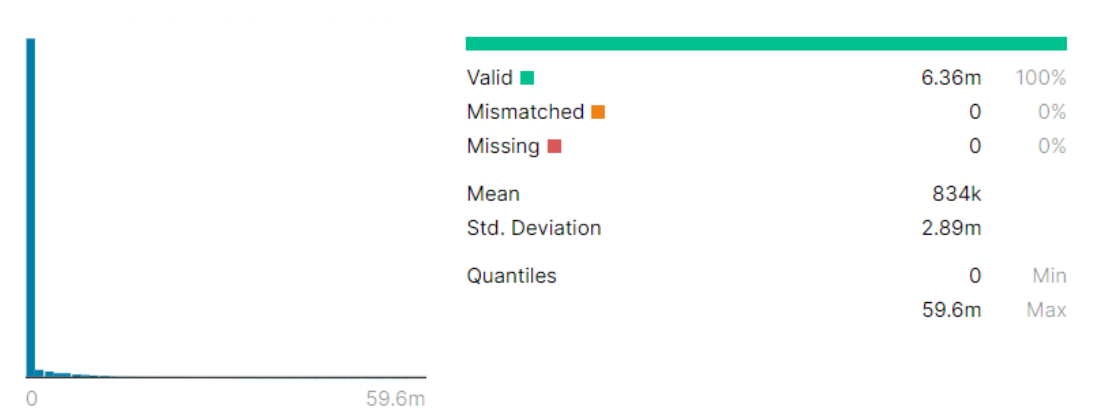 0 59.6m
Valid 6.36m 100%
Mismatched 0 0%
Missing 0 0%
Mean 834k
Std. Deviation 2.89m
Quantiles 0 Min
59.6m Max